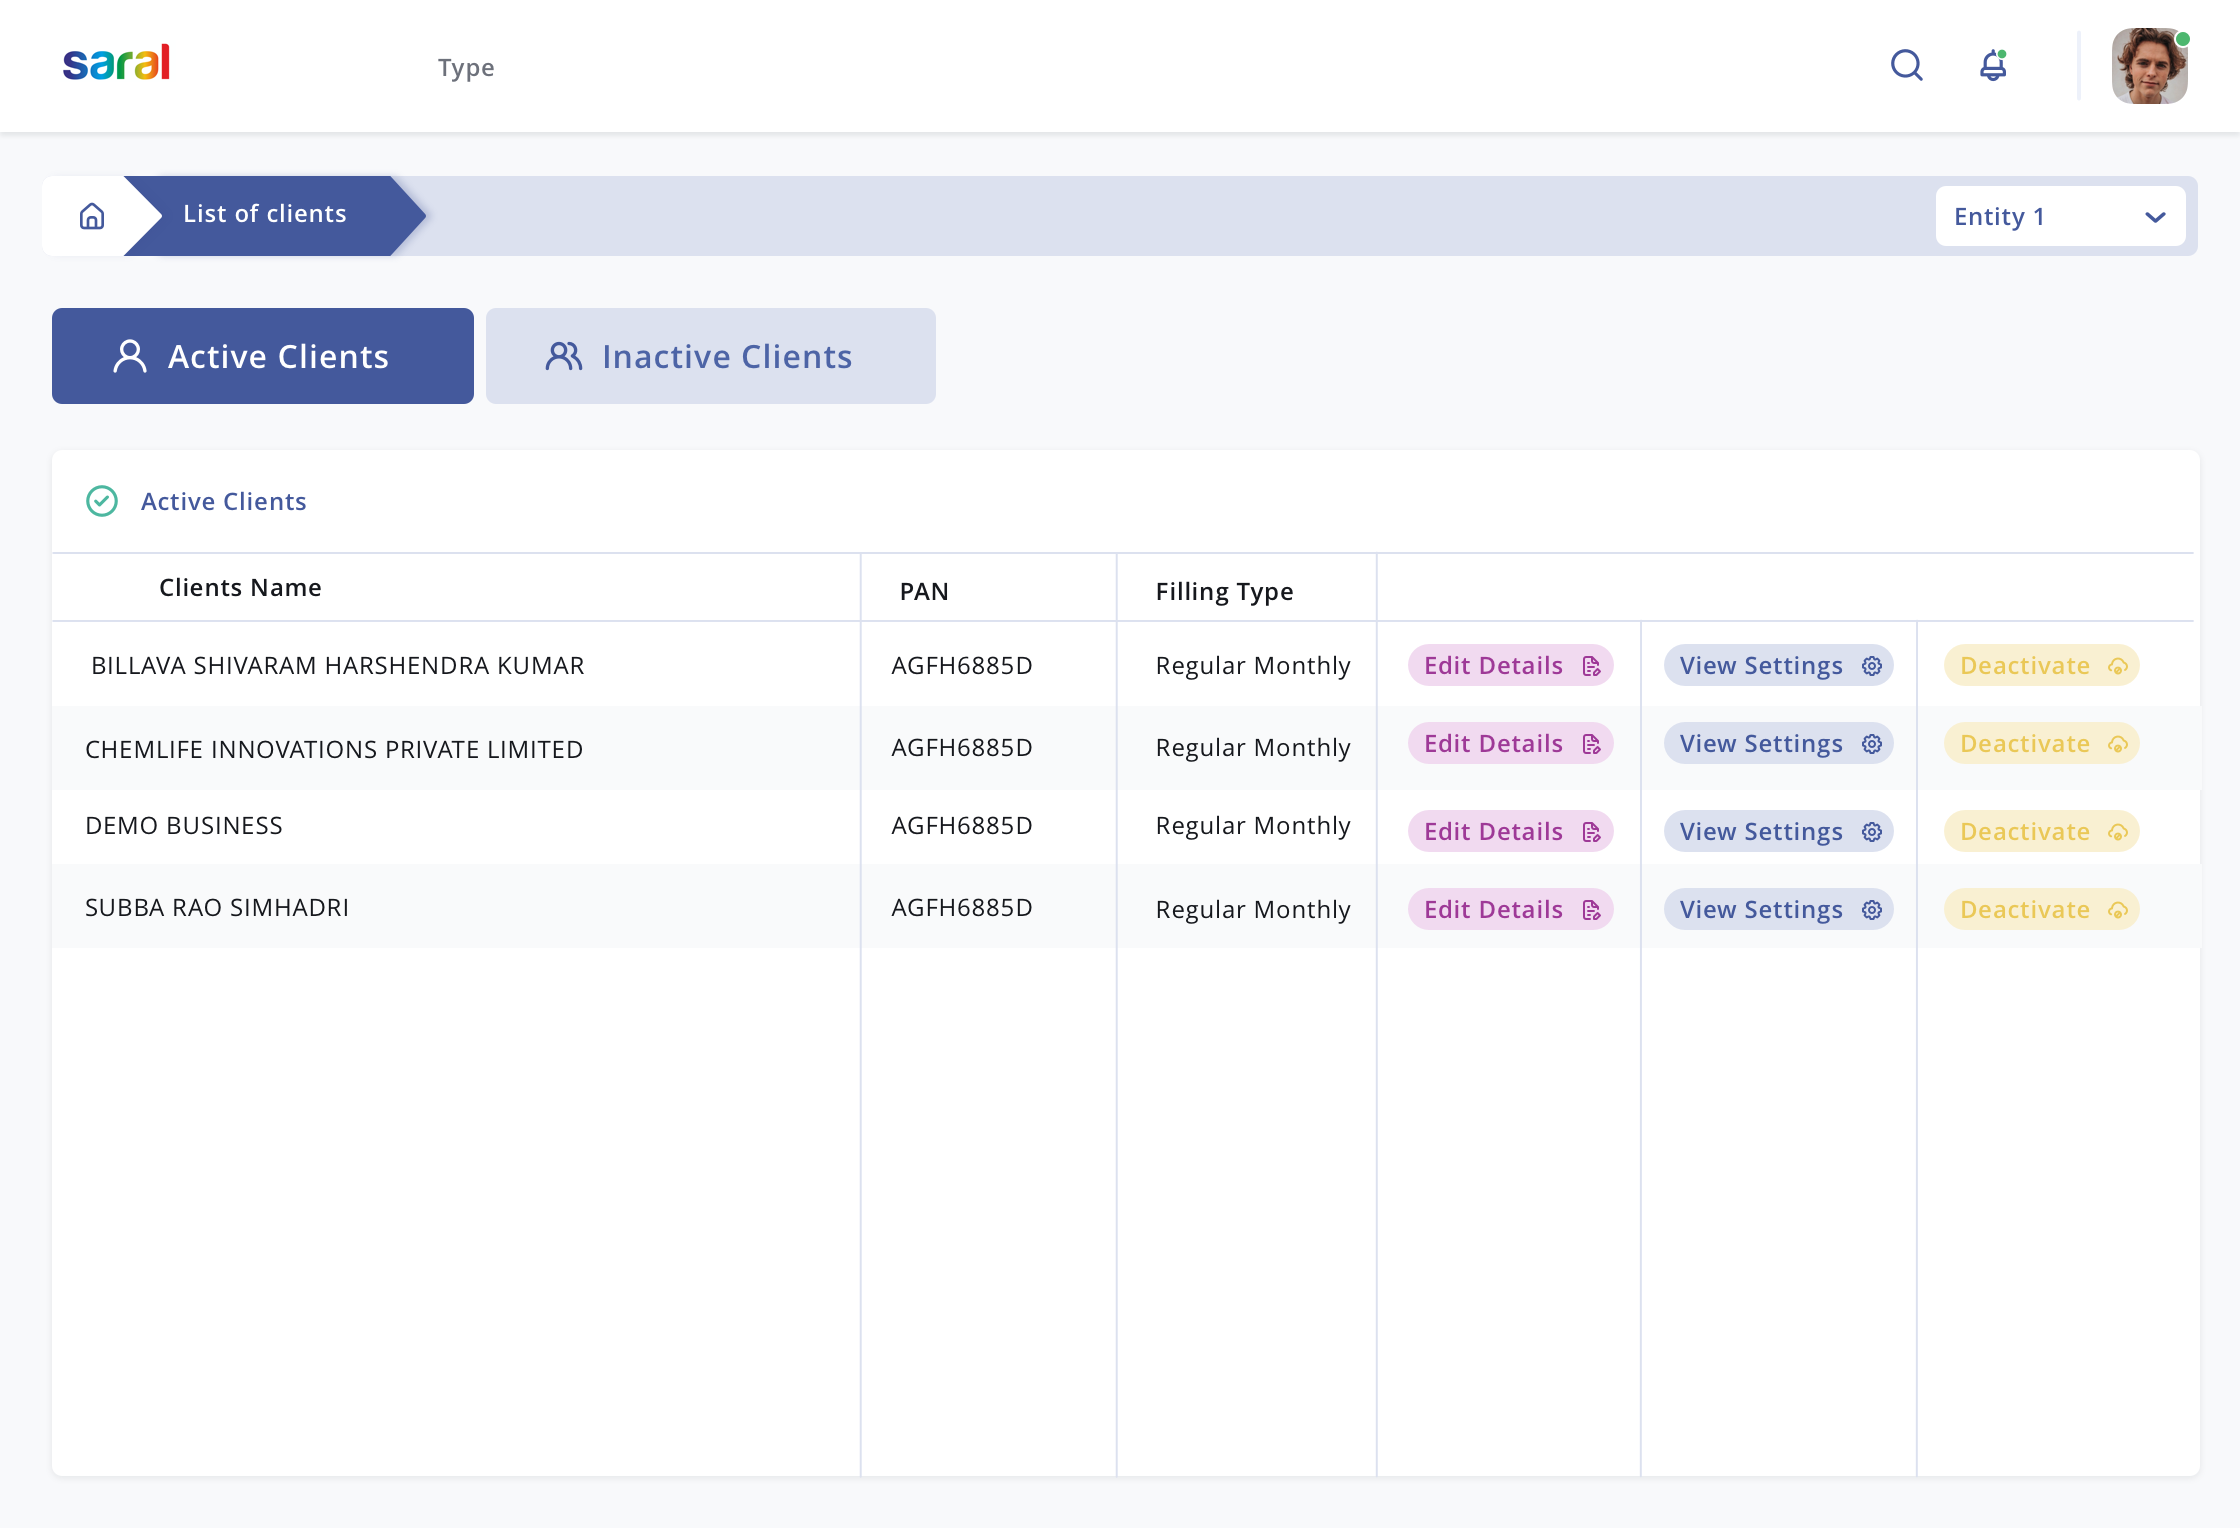 saral
Type
List of clients
Entity 1
Active Clients
Inactive Clients
Active Clients
Clients Name PAN Filling Type
BILLAVA SHIVARAM HARSHENDRA KUMAR AGFH6885D Regular Monthly Edit Details View Settings Deactivate
CHEMLIFE INNOVATIONS PRIVATE LIMITED AGFH6885D Regular Monthly Edit Details View Settings Deactivate
DEMO BUSINESS AGFH6885D Regular Monthly Edit Details View Settings Deactivate
SUBBA RAO SIMHADRI AGFH6885D Regular Monthly Edit Details View Settings Deactivate